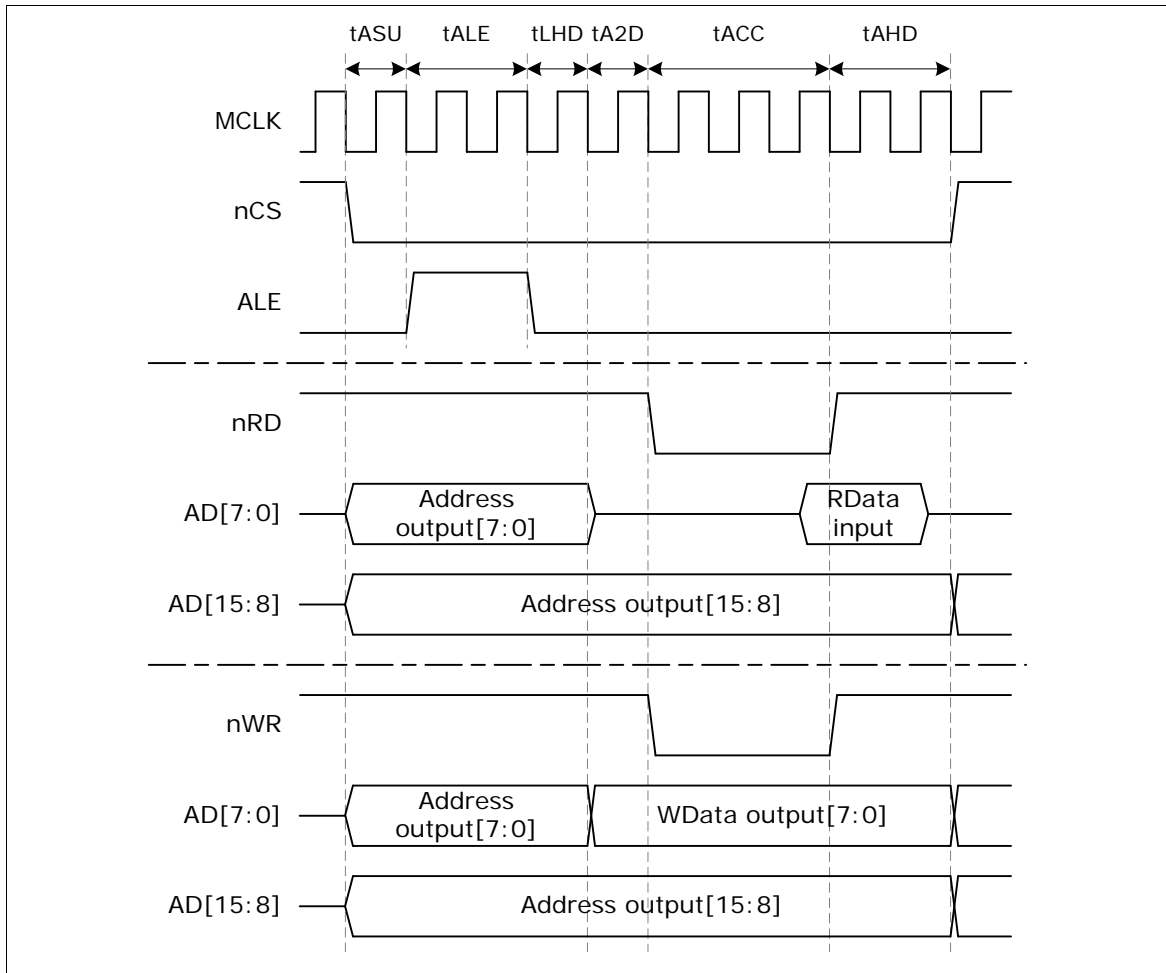 tASU tALE tLHD tA2D tACC tAHD
MCLK
nCS
ALE
nRD
AD[7:0] Address output[7:0] RData input
AD[15:8] Address output[15:8]
nWR
AD[7:0] Address output[7:0] WData output[7:0]
AD[15:8] Address output[15:8]